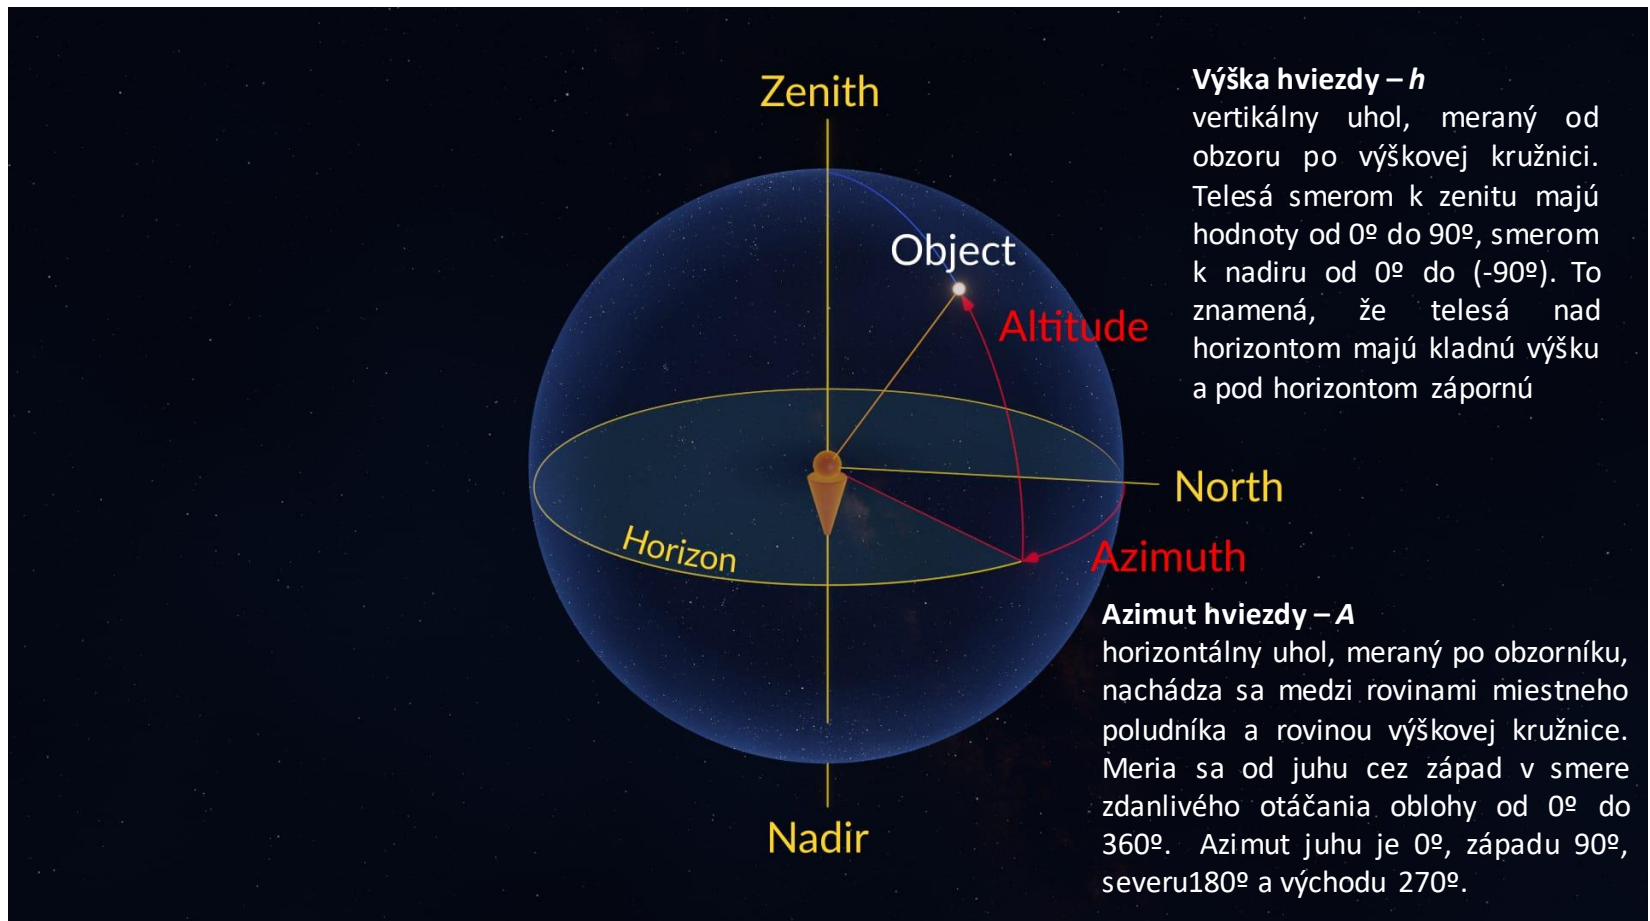 Zenith
Object
Altitude
North
Azimuth
Horizon
Nadir
Výška hviezdy – h
vertikálny uhol, meraný od
obzoru po výškovej kružnici.
Telesá smerom k zenitu majú
hodnoty od 0º do 90º, smerom
k nadiru od 0º do (-90º). To
znamená, že telesá nad
horizontom majú kladnú výšku
a pod horizontom zápornú
Azimut hviezdy – A
horizontálny uhol, meraný po obzorníku,
nachádza sa medzi rovinami miestneho
poludníka a rovinou výškovej kružnice.
Meria sa od juhu cez západ v smere
zdanlivého otáčania oblohy od 0º do
360º. Azimut juhu je 0º, západu 90º,
severu180º a východu 270º.